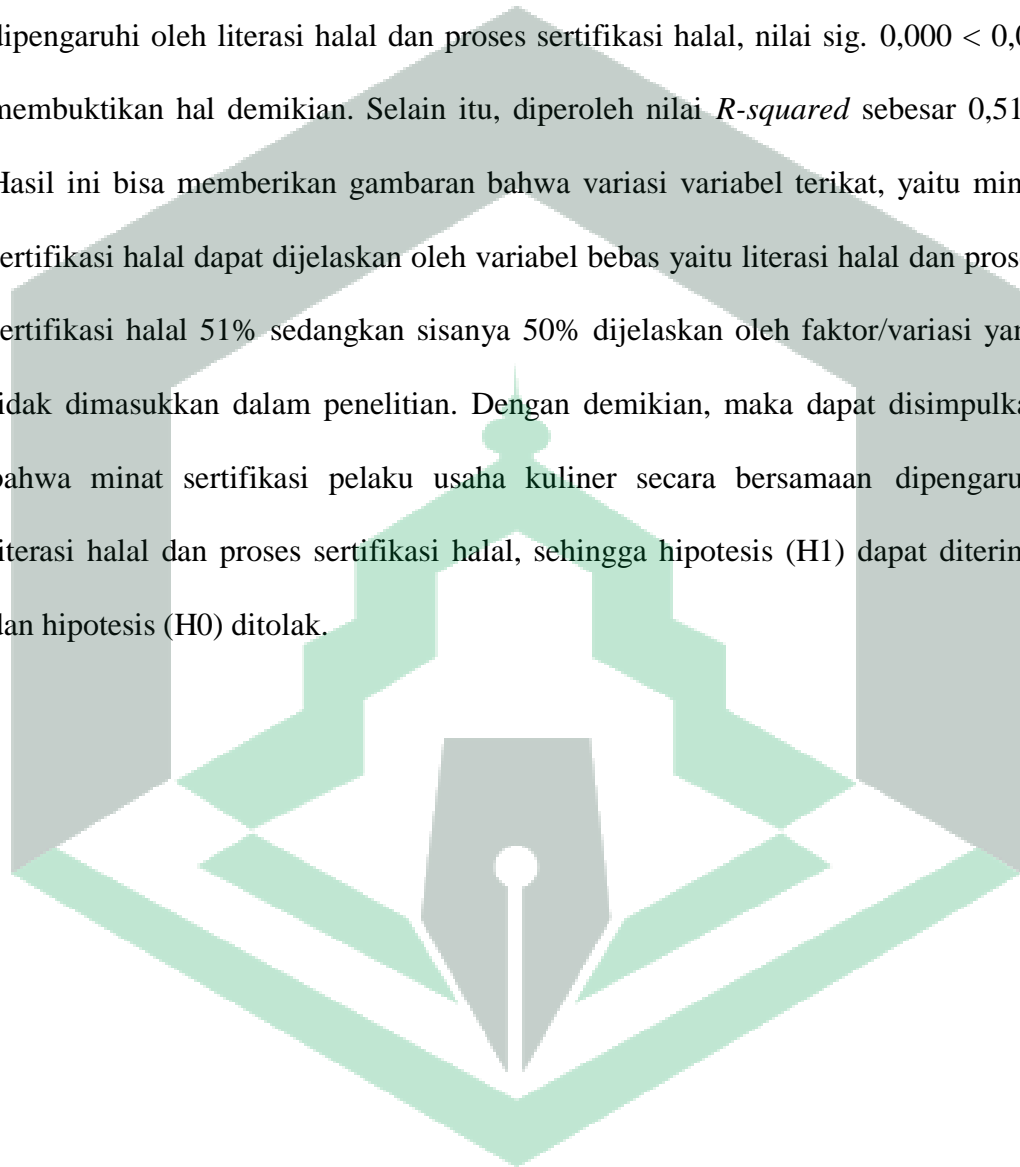 dipengaruhi oleh literasi halal dan proses sertifikasi halal, nilai sig. 0,000 < 0,0
membuktikan hal demikian. Selain itu, diperoleh nilai R-squared sebesar 0,51
Hasil ini bisa memberikan gambaran bahwa variasi variabel terikat, yaitu min
ertifikasi halal dapat dijelaskan oleh variabel bebas yaitu literasi halal dan pros
ertifikasi halal 51% sedangkan sisanya 50% dijelaskan oleh faktor/variasi yan
idak dimasukkan dalam penelitian. Dengan demikian, maka dapat disimpulka
bahwa minat sertifikasi pelaku usaha kuliner secara bersamaan dipengaru
iterasi halal dan proses sertifikasi halal, sehingga hipotesis (H1) dapat diterin
dan hipotesis (H0) ditolak.